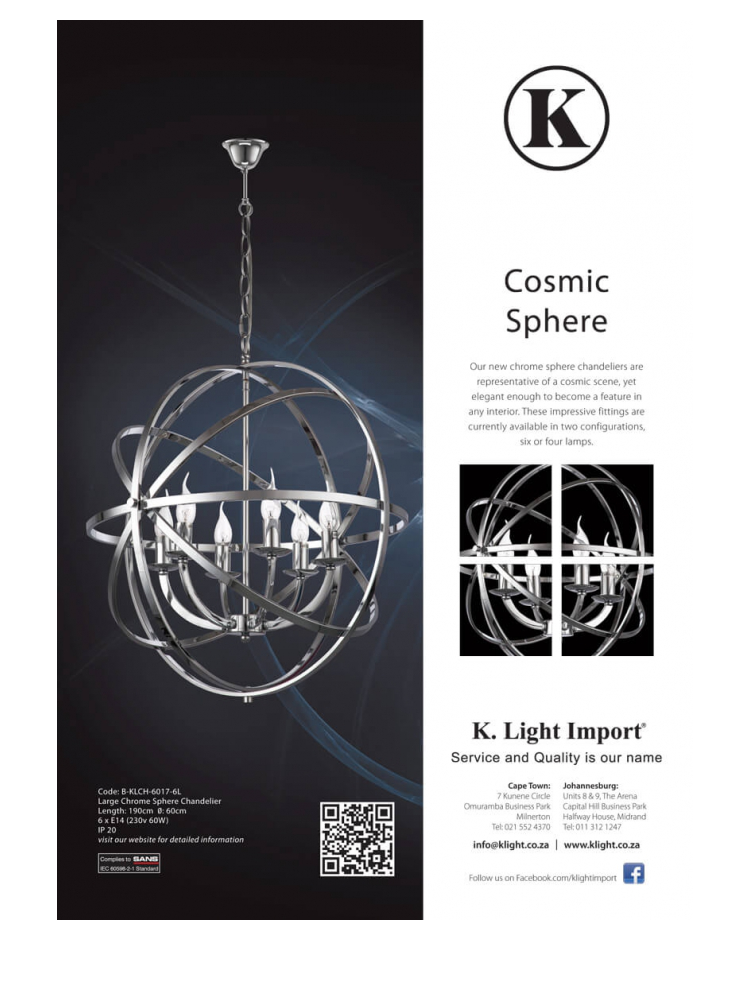 K
Cosmic
Sphere
Our new chrome sphere chandeliers are
representative of a cosmic scene, yet
elegant enough to become a feature in
any interior. These impressive fittings are
currently available in two configurations,
six or four lamps.
K. Light Import®
Service and Quality is our name
Cape Town:
7 Kunene Circle
Omuramba Business Park
Milnerton
Tel: 021 552 4370
Johannesburg:
Units 8 & 9, The Arena
Capital Hill Business Park
Halfway House, Midrand
Tel: 011 312 1247
info@klight.co.za | www.klight.co.za
Follow us on Facebook.com/klightimport f
Code: B-KLCH-6017-6L
Large Chrome Sphere Chandelier
Length: 190cm Ø: 60cm
6 x E14 (230v 60W)
IP 20
visit our website for detailed information
Complies to SANS
IEC 60598-2-1 Standard